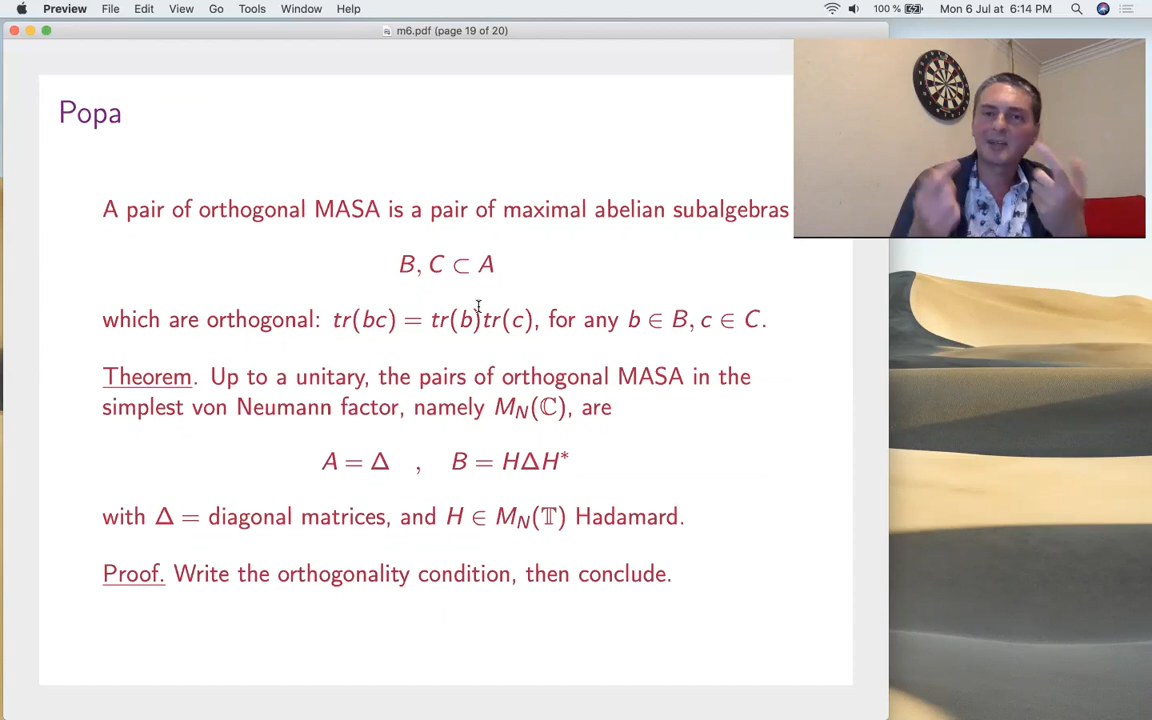 Preview File Edit View Go Tools Window Help 100 % Mon 6 Jul at 6:14 PM
m6.pdf (page 19 of 20)
Popa
A pair of orthogonal MASA is a pair of maximal abelian subalgebras
B, C ⊂ A
which are orthogonal: tr(bc) = tr(b)tr(c), for any b ∈ B, c ∈ C.
Theorem. Up to a unitary, the pairs of orthogonal MASA in the
simplest von Neumann factor, namely M_N(ℂ), are
A = Δ , B = HΔH*
with Δ = diagonal matrices, and H ∈ M_N(𝕋) Hadamard.
Proof. Write the orthogonality condition, then conclude.